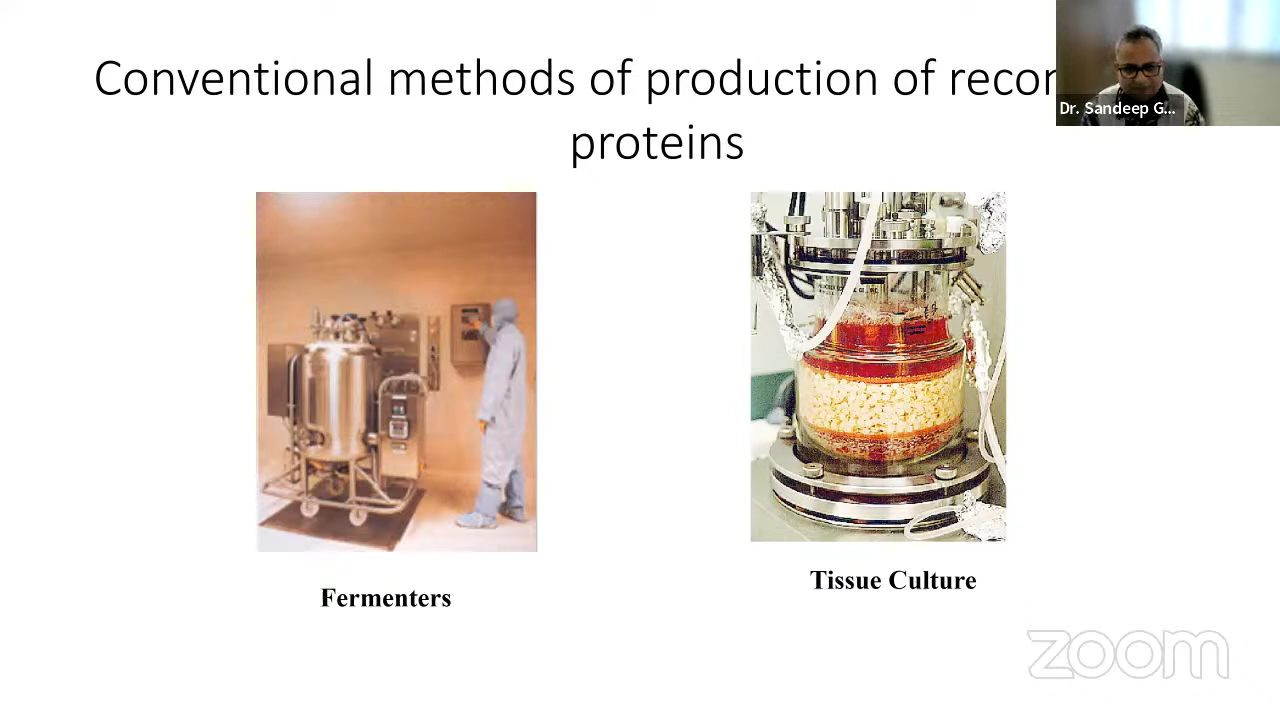 Conventional methods of production of recor
proteins
Dr. Sandeep G...
Fermenters
Tissue Culture
zoom